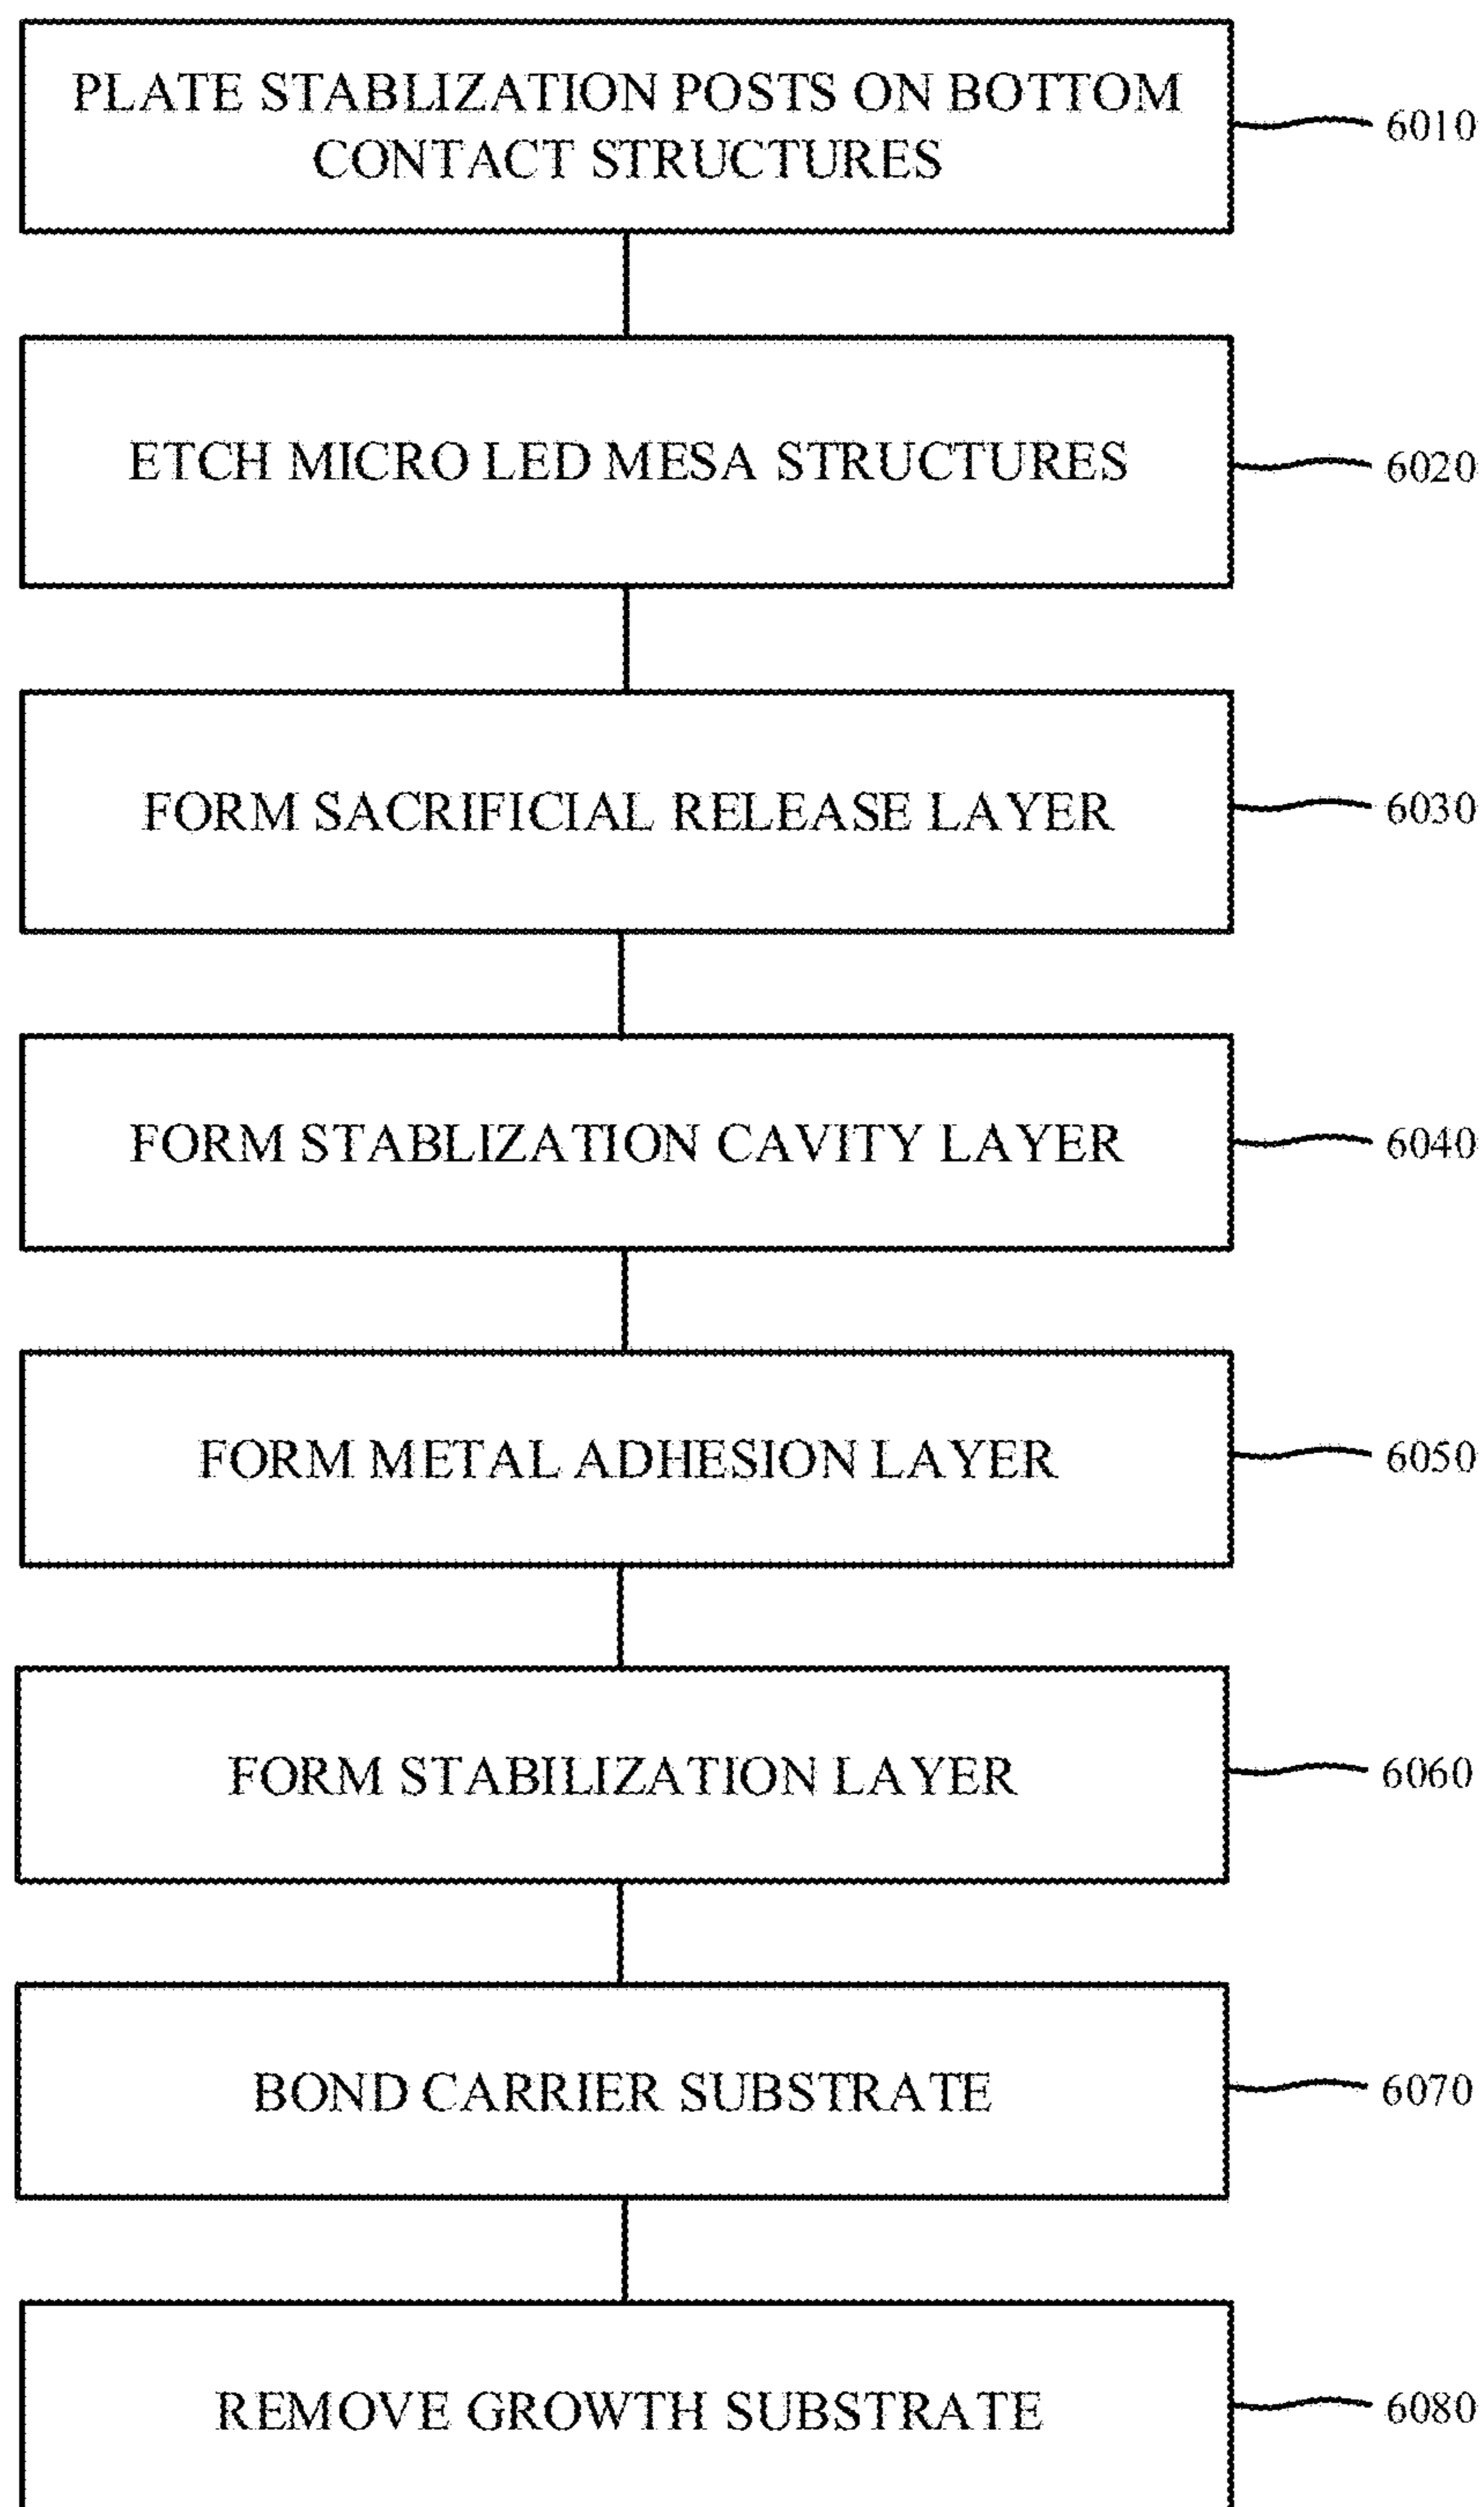 PLATE STABLIZATION POSTS ON BOTTOM
CONTACT STRUCTURES
6010
ETCH MICRO LED MESA STRUCTURES
6020
FORM SACRIFICIAL RELEASE LAYER
6030
FORM STABLIZATION CAVITY LAYER
6040
FORM METAL ADHESION LAYER
6050
FORM STABILIZATION LAYER
6060
BOND CARRIER SUBSTRATE
6070
REMOVE GROWTH SUBSTRATE
6080